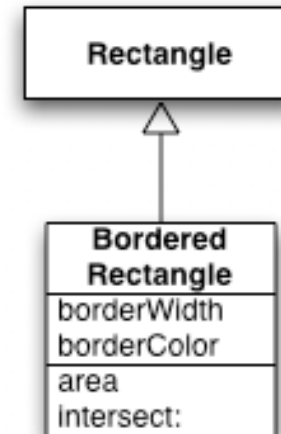 Rectangle
Bordered
Rectangle
borderWidth
borderColor
area
intersect: